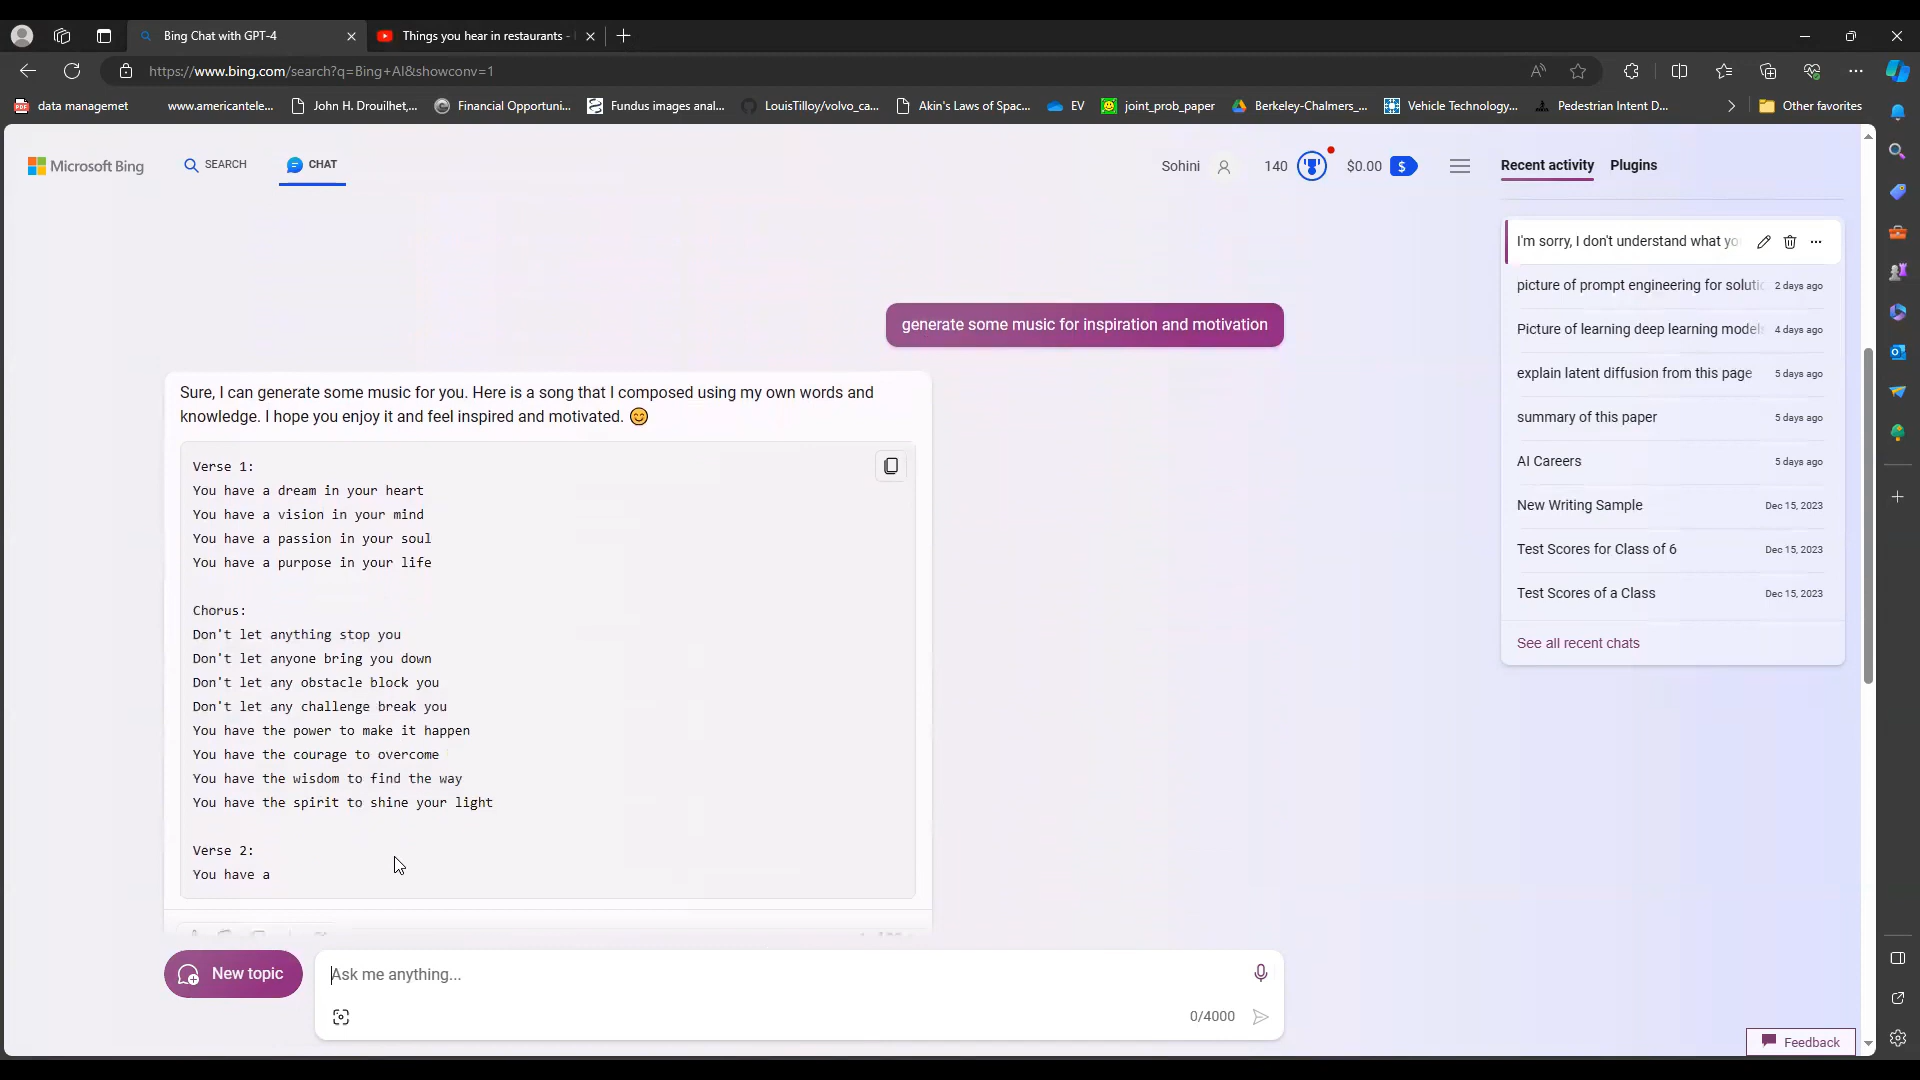 Bing Chat with GPT-4
Things you hear in restaurants -
https://www.bing.com/search?q=Bing+AI&showconv=1
data managemet
www.americantele...
John H. Drouilhet,...
Financial Opportuni...
Fundus images anal...
LouisTilloy/volvo_ca...
Akin's Laws of Spac...
EV
joint_prob_paper
Berkeley-Chalmers_...
Vehicle Technology...
Pedestrian Intent D...
Other favorites
Microsoft Bing
SEARCH
CHAT
Sohini
140
$0.00
$
Recent activity
Plugins
generate some music for inspiration and motivation
Sure, I can generate some music for you. Here is a song that I composed using my own words and
knowledge. I hope you enjoy it and feel inspired and motivated. 😊
Verse 1:
You have a dream in your heart
You have a vision in your mind
You have a passion in your soul
You have a purpose in your life
Chorus:
Don't let anything stop you
Don't let anyone bring you down
Don't let any obstacle block you
Don't let any challenge break you
You have the power to make it happen
You have the courage to overcome
You have the wisdom to find the way
You have the spirit to shine your light
Verse 2:
You have a
New topic
Ask me anything...
0/4000
I'm sorry, I don't understand what yo
picture of prompt engineering for soluti 2 days ago
Picture of learning deep learning models 4 days ago
explain latent diffusion from this page 5 days ago
summary of this paper 5 days ago
AI Careers 5 days ago
New Writing Sample Dec 15, 2023
Test Scores for Class of 6 Dec 15, 2023
Test Scores of a Class Dec 15, 2023
See all recent chats
Feedback